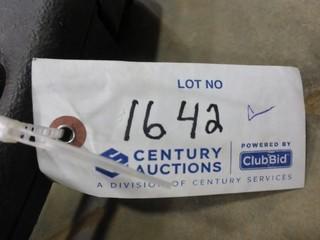 LOT NO
1642
CENTURY AUCTIONS
A DIVISION OF CENTURY SERVICES
POWERED BY
ClubBid